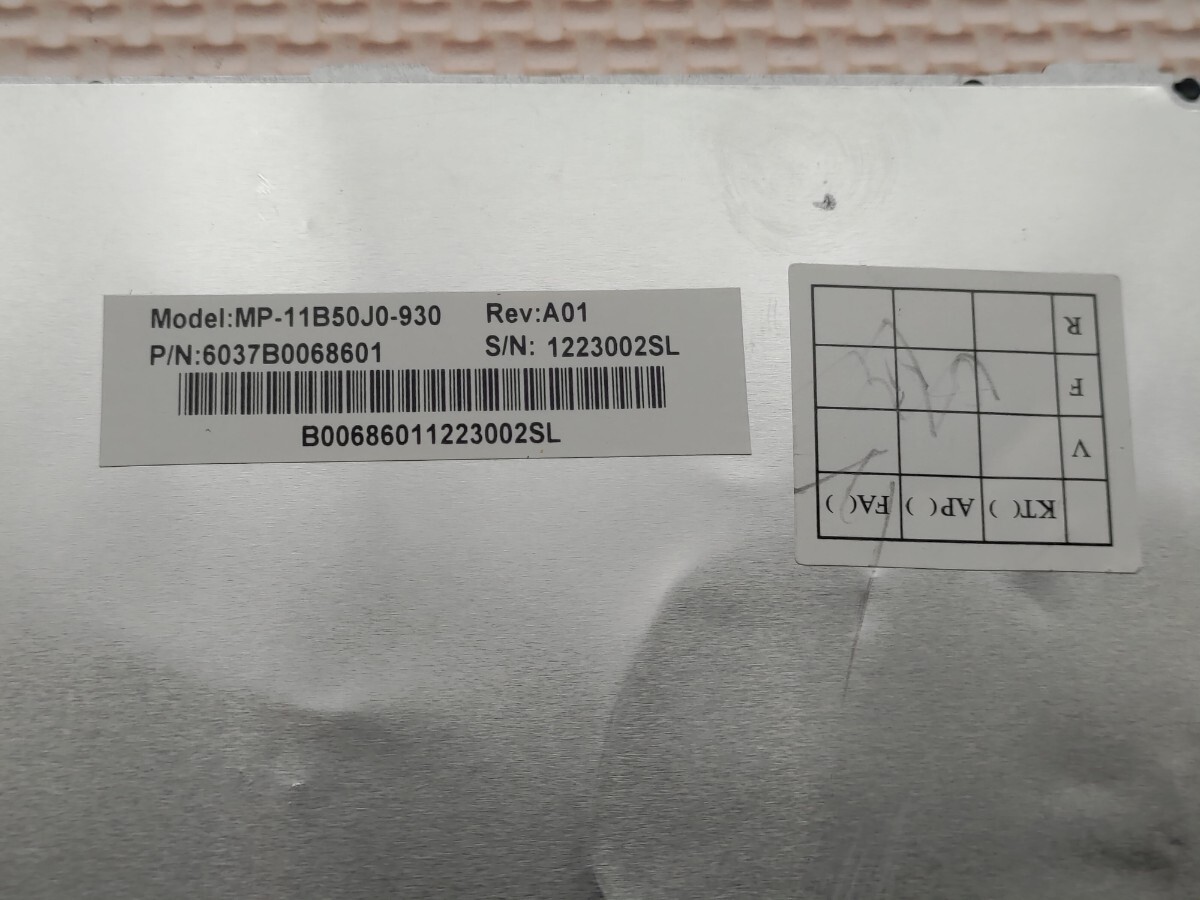 Model:MP-11B50J0-930 Rev:A01
P/N:6037B0068601 S/N: 1223002SL
B00686011223002SL
KT( ) AP( ) FA( )
V
F
R